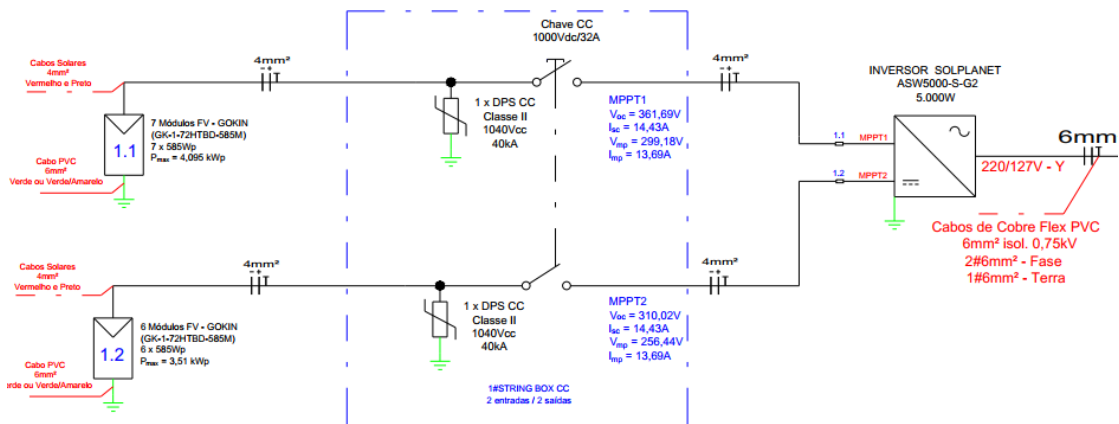 Chave CC
1000Vdc/32A
Cabos Solares
4mm²
Vermelho e Preto
4mm²
- +
4mm²
- +
INVERSOR SOLPLANET
ASW5000-S-G2
5.000W
1.1
7 Módulos FV - GOKIN
(GK-1-72HTBD-585M)
7 x 585Wp
Pmax = 4,095 kWp
Cabo PVC
6mm²
Verde ou Verde/Amarelo
1 x DPS CC
Classe II
1040Vcc
40kA
MPPT1
Voc = 361,69V
Isc = 14,43A
Vmp = 299,18V
Imp = 13,69A
1.1
MPPT1
1.2
MPPT2
220/127V - Y
6mm
Cabos de Cobre Flex PVC
6mm² isol. 0,75kV
2#6mm² - Fase
1#6mm² - Terra
Cabos Solares
4mm²
Vermelho e Preto
4mm²
- +
4mm²
- +
1.2
6 Módulos FV - GOKIN
(GK-1-72HTBD-585M)
6 x 585Wp
Pmax = 3,51 kWp
Cabo PVC
6mm²
rde ou Verde/Amarelo
1 x DPS CC
Classe II
1040Vcc
40kA
MPPT2
Voc = 310,02V
Isc = 14,43A
Vmp = 256,44V
Imp = 13,69A
1#STRING BOX CC
2 entradas / 2 saídas